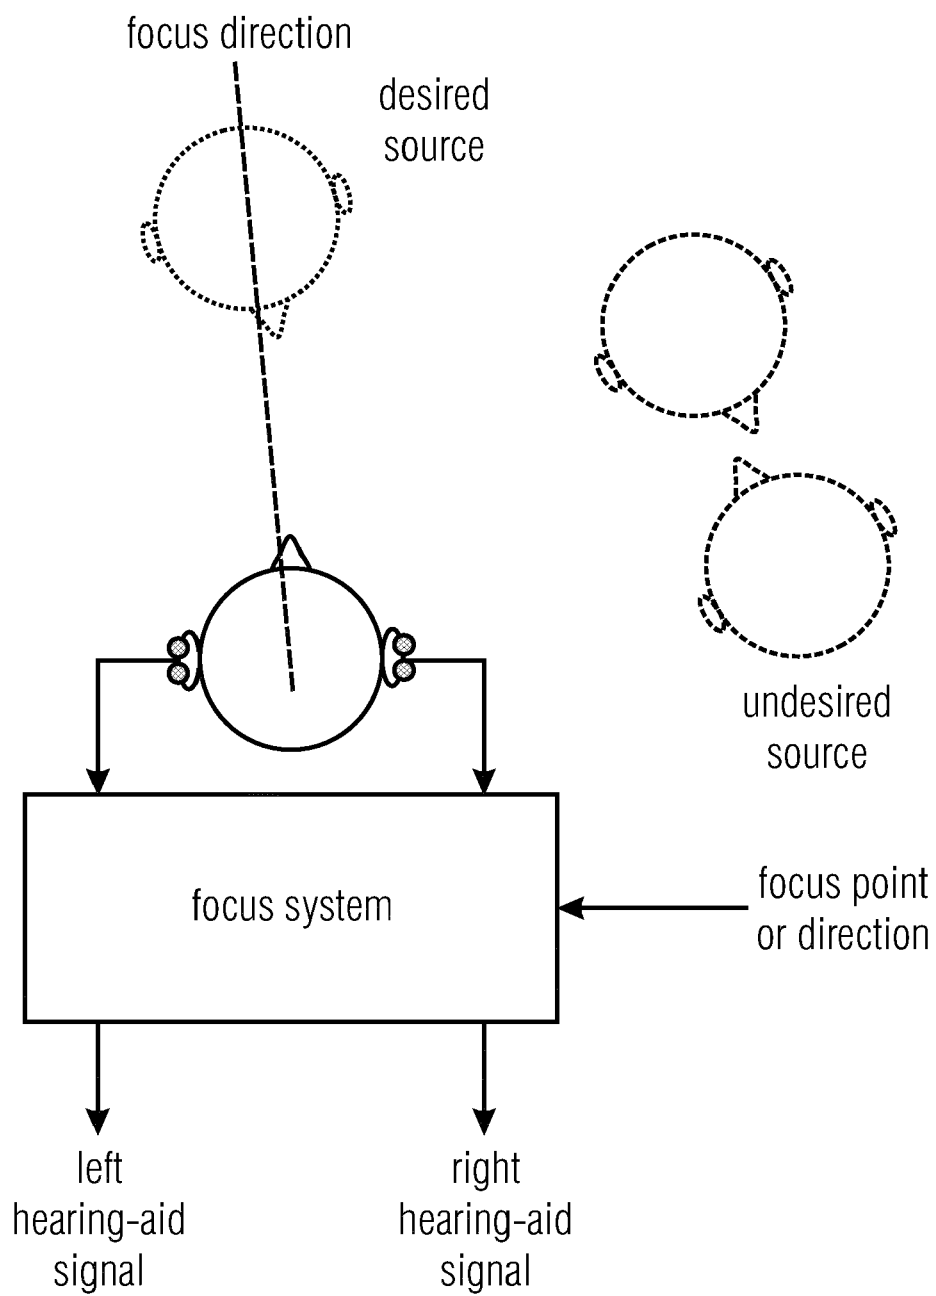 focus direction
desired
source
undesired
source
focus system
focus point
or direction
left
hearing-aid
signal
right
hearing-aid
signal